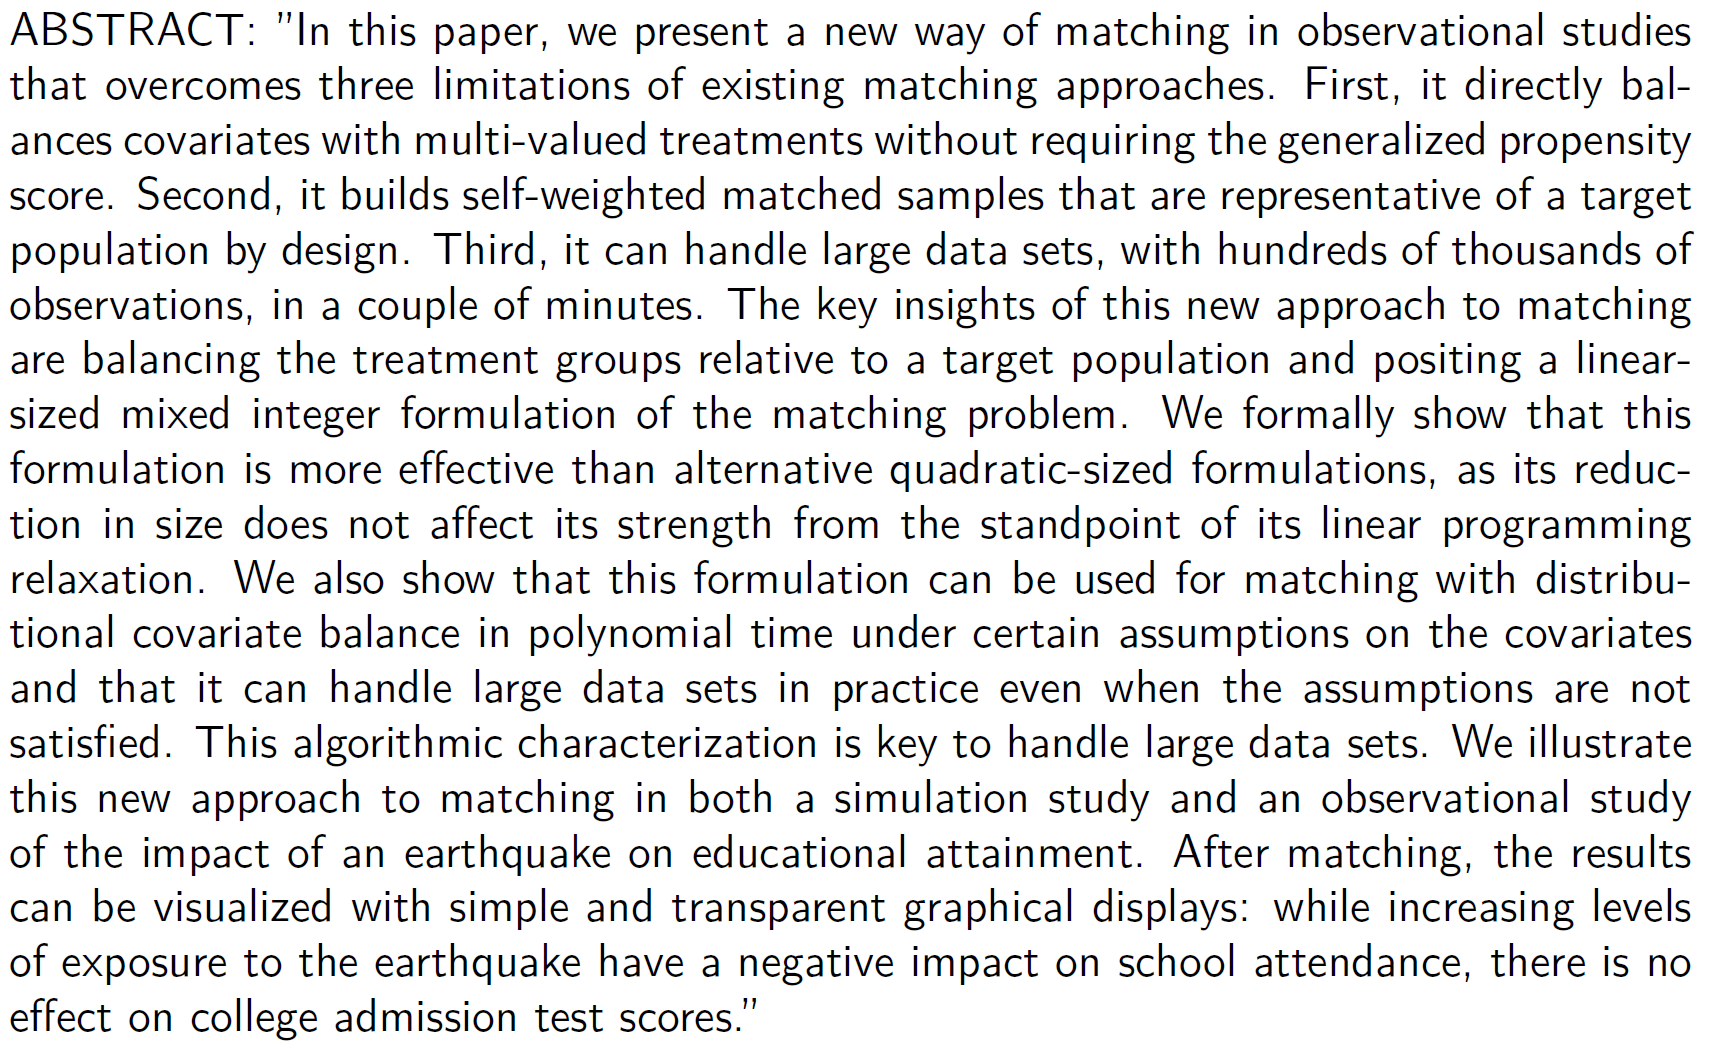 ABSTRACT: ”In this paper, we present a new way of matching in observational studies
that overcomes three limitations of existing matching approaches. First, it directly bal-
ances covariates with multi-valued treatments without requiring the generalized propensity
score. Second, it builds self-weighted matched samples that are representative of a target
population by design. Third, it can handle large data sets, with hundreds of thousands of
observations, in a couple of minutes. The key insights of this new approach to matching
are balancing the treatment groups relative to a target population and positing a linear-
sized mixed integer formulation of the matching problem. We formally show that this
formulation is more effective than alternative quadratic-sized formulations, as its reduc-
tion in size does not affect its strength from the standpoint of its linear programming
relaxation. We also show that this formulation can be used for matching with distribu-
tional covariate balance in polynomial time under certain assumptions on the covariates
and that it can handle large data sets in practice even when the assumptions are not
satisfied. This algorithmic characterization is key to handle large data sets. We illustrate
this new approach to matching in both a simulation study and an observational study
of the impact of an earthquake on educational attainment. After matching, the results
can be visualized with simple and transparent graphical displays: while increasing levels
of exposure to the earthquake have a negative impact on school attendance, there is no
effect on college admission test scores.”